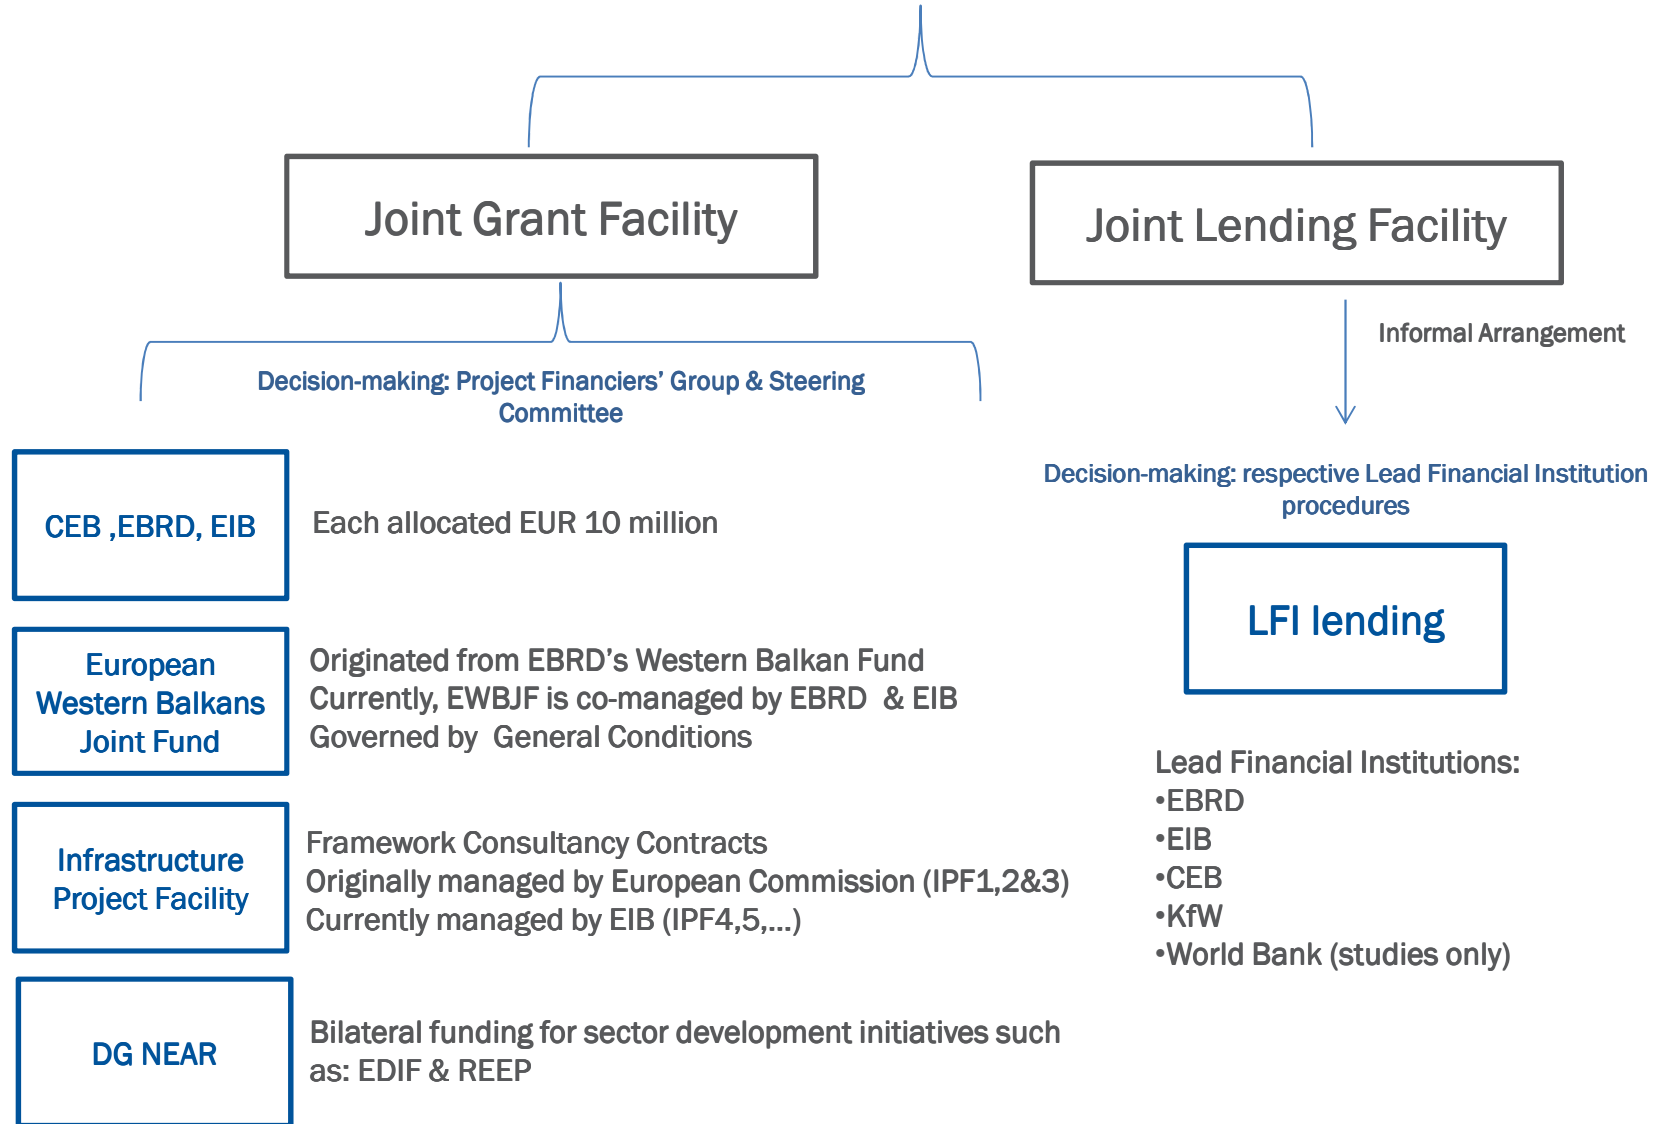 Joint Grant Facility
Joint Lending Facility
Informal Arrangement
Decision-making: Project Financiers’ Group & Steering
Committee
Decision-making: respective Lead Financial Institution
procedures
CEB ,EBRD, EIB
Each allocated EUR 10 million
LFI lending
European
Western Balkans
Joint Fund
Originated from EBRD’s Western Balkan Fund
Currently, EWBJF is co-managed by EBRD & EIB
Governed by General Conditions
Infrastructure
Project Facility
Framework Consultancy Contracts
Originally managed by European Commission (IPF1,2&3)
Currently managed by EIB (IPF4,5,...)
DG NEAR
Bilateral funding for sector development initiatives such
as: EDIF & REEP
Lead Financial Institutions:
•EBRD
•EIB
•CEB
•KfW
•World Bank (studies only)